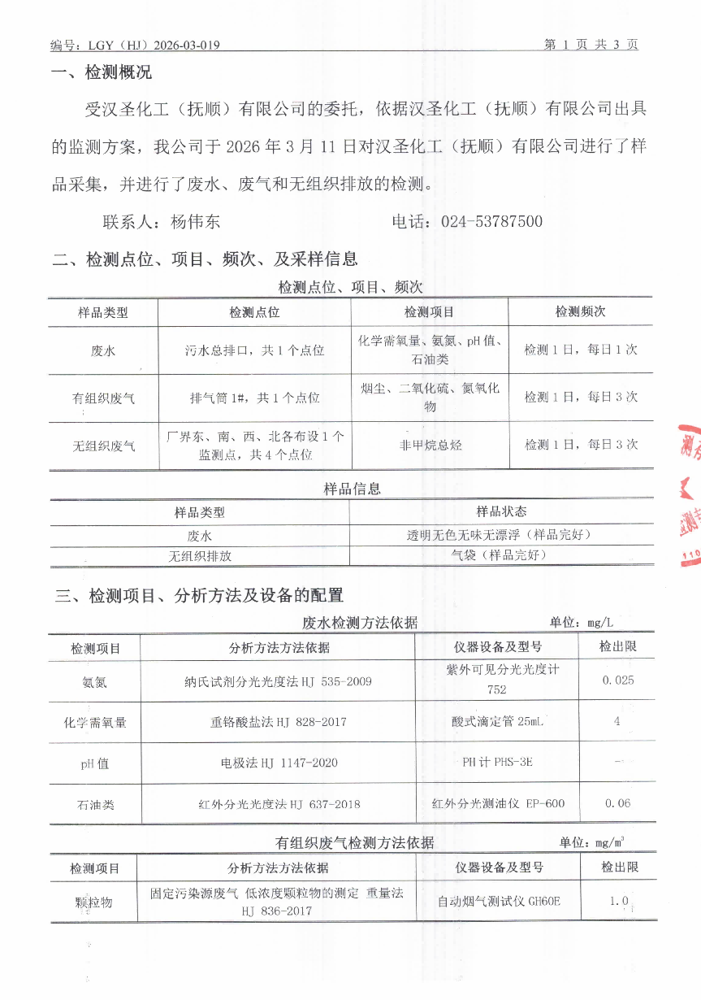 编号：LGY（HJ）2026-03-019 第 1 页 共 3 页
一、检测概况
受汉圣化工（抚顺）有限公司的委托，依据汉圣化工（抚顺）有限公司出具
的监测方案，我公司于 2026 年 3 月 11 日对汉圣化工（抚顺）有限公司进行了样
品采集，并进行了废水、废气和无组织排放的检测。
联系人：杨伟东 电话：024-53787500
二、检测点位、项目、频次、及采样信息
检测点位、项目、频次
样品类型 检测点位 检测项目 检测频次
废水 污水总排口，共 1 个点位 化学需氧量、氨氮、pH 值、
石油类 检测 1 日，每日 1 次
有组织废气 排气筒 1#，共 1 个点位 烟尘、二氧化硫、氮氧化
物 检测 1 日，每日 3 次
无组织废气 厂界东、南、西、北各布设 1 个
监测点，共 4 个点位 非甲烷总烃 检测 1 日，每日 3 次
样品信息
样品类型 样品状态
废水 透明无色无味无漂浮（样品完好）
无组织排放 气袋（样品完好）
三、检测项目、分析方法及设备的配置
废水检测方法依据 单位：mg/L
检测项目 分析方法方法依据 仪器设备及型号 检出限
氨氮 纳氏试剂分光光度法 HJ 535-2009 紫外可见分光光度计
752 0.025
化学需氧量 重铬酸盐法 HJ 828-2017 酸式滴定管 25mL 4
pH 值 电极法 HJ 1147-2020 PH 计 PHS-3E -
石油类 红外分光光度法 HJ 637-2018 红外分光测油仪 EP-600 0.06
有组织废气检测方法依据 单位：mg/m³
检测项目 分析方法方法依据 仪器设备及型号 检出限
颗粒物 固定污染源废气 低浓度颗粒物的测定 重量法
HJ 836-2017 自动烟气测试仪 GH60E 1.0
测有
检测专
110